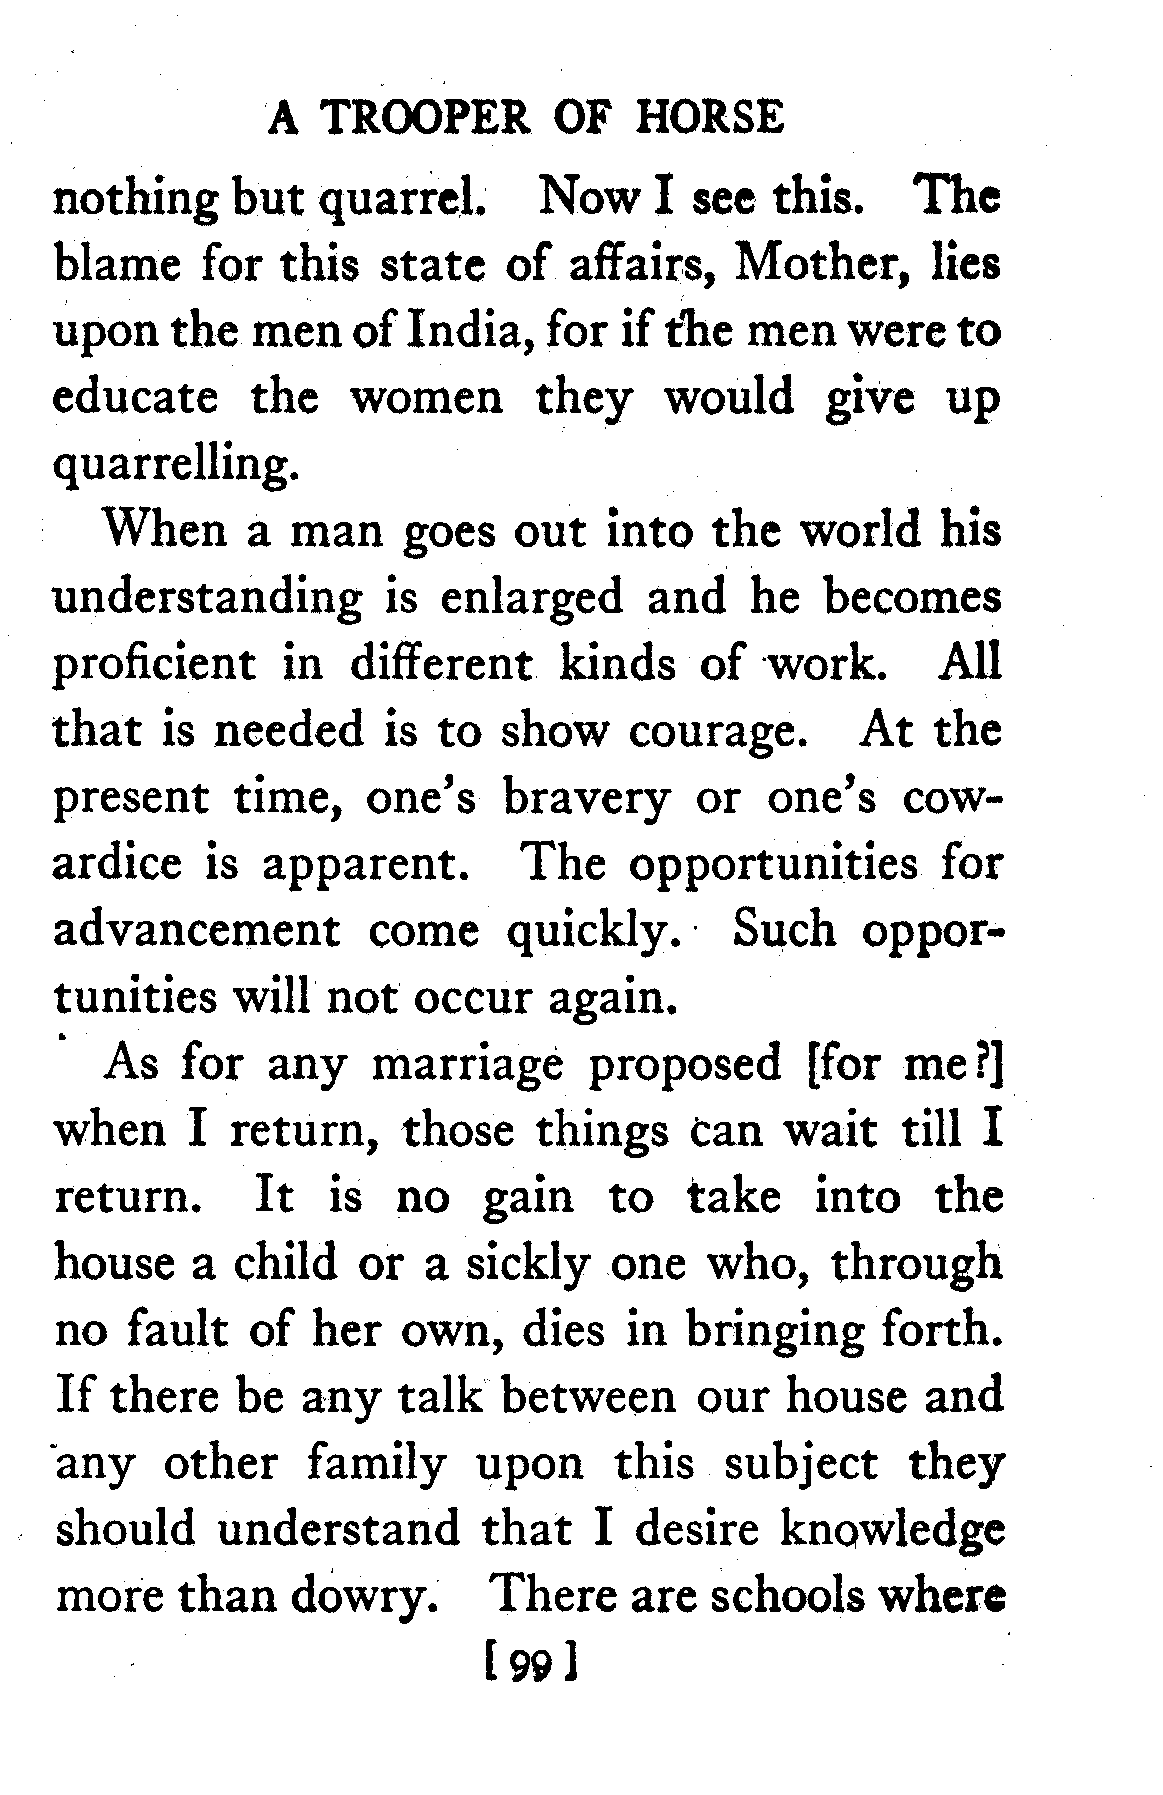 A TROOPER OF HORSE
nothing but quarrel. Now I see this. The
blame for this state of affairs, Mother, lies
upon the men of India, for if the men were to
educate the women they would give up
quarrelling.
When a man goes out into the world his
understanding is enlarged and he becomes
proficient in different kinds of work. All
that is needed is to show courage. At the
present time, one's bravery or one's cow-
ardice is apparent. The opportunities for
advancement come quickly. Such oppor-
tunities will not occur again.
As for any marriage proposed [for me?]
when I return, those things can wait till I
return. It is no gain to take into the
house a child or a sickly one who, through
no fault of her own, dies in bringing forth.
If there be any talk between our house and
any other family upon this subject they
should understand that I desire knowledge
more than dowry. There are schools where
[99]